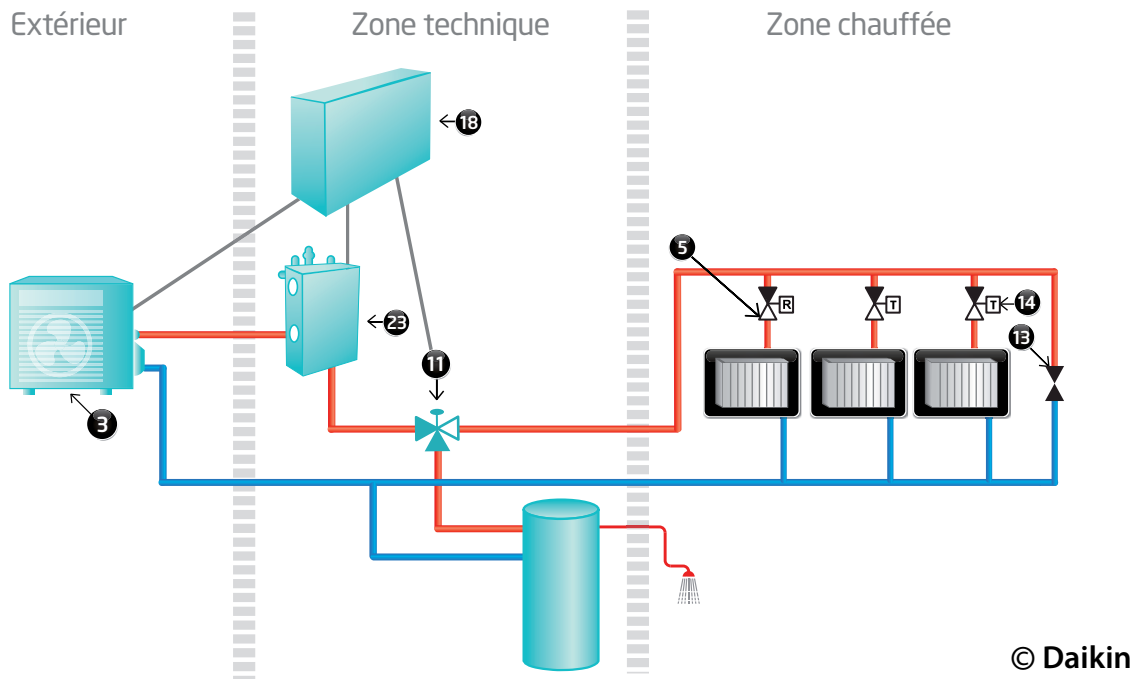 Extérieur
Zone technique
Zone chauffée
18
5
23
R
T
T
14
13
11
3
© Daikin